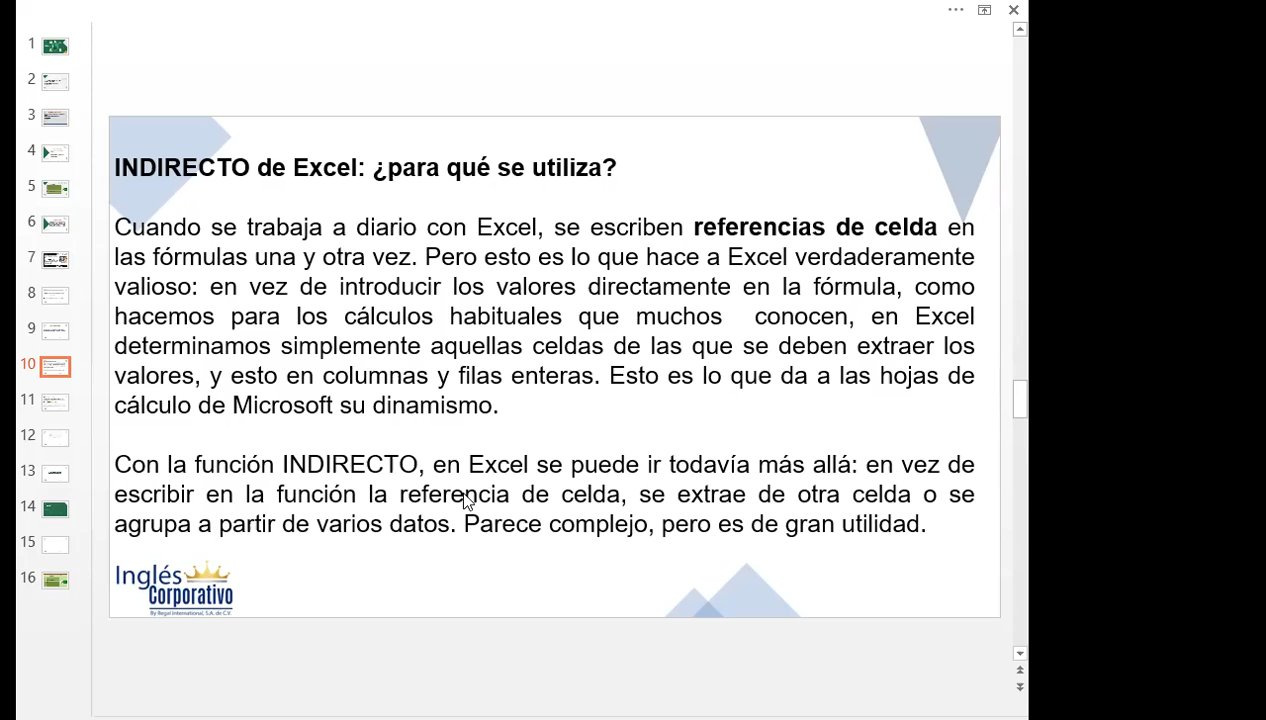 1
2
3
4
5
6
7
8
9
10
11
12
13
14
15
16
INDIRECTO de Excel: ¿para qué se utiliza?
Cuando se trabaja a diario con Excel, se escriben referencias de celda en
las fórmulas una y otra vez. Pero esto es lo que hace a Excel verdaderamente
valioso: en vez de introducir los valores directamente en la fórmula, como
hacemos para los cálculos habituales que muchos conocen, en Excel
determinamos simplemente aquellas celdas de las que se deben extraer los
valores, y esto en columnas y filas enteras. Esto es lo que da a las hojas de
cálculo de Microsoft su dinamismo.
Con la función INDIRECTO, en Excel se puede ir todavía más allá: en vez de
escribir en la función la referencia de celda, se extrae de otra celda o se
agrupa a partir de varios datos. Parece complejo, pero es de gran utilidad.
Inglés
Corporativo
By Regal International, S.A. de C.V.